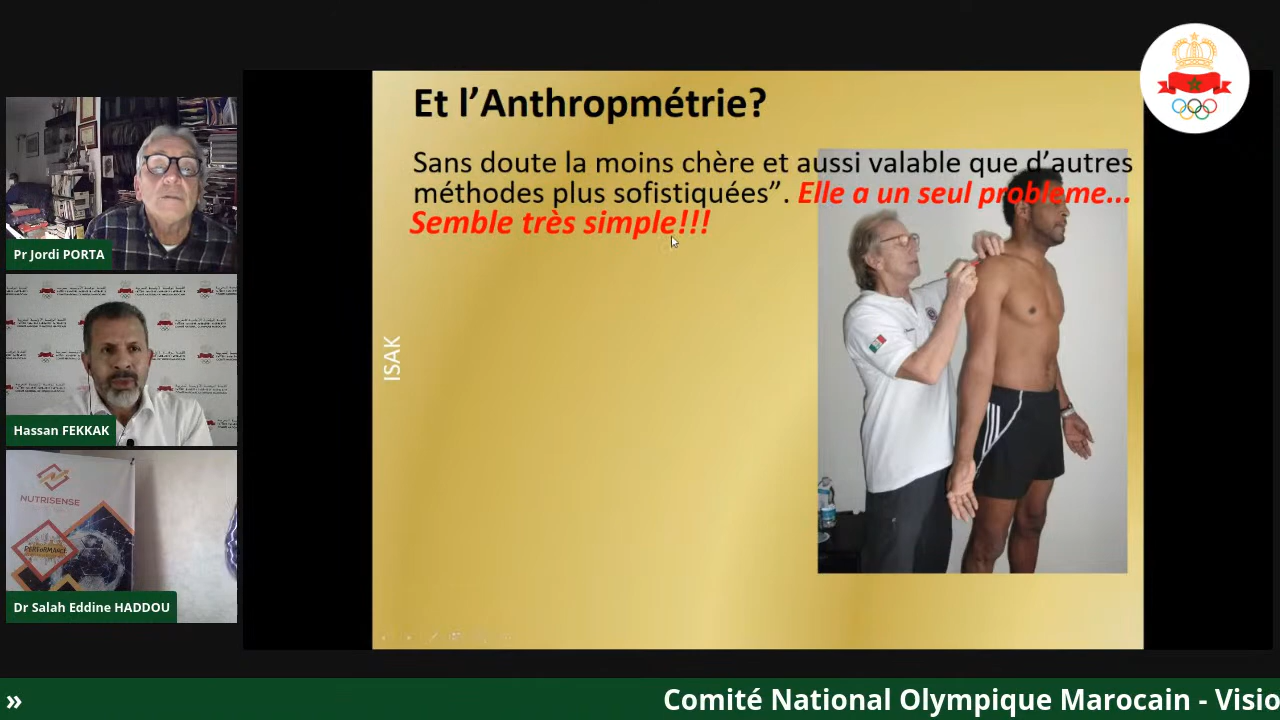 Et l’Anthropmétrie?
Sans doute la moins chère et aussi valable que d’autres
méthodes plus sofistiquées”. Elle a un seul probleme...
Semble très simple!!!
ISAK
Pr Jordi PORTA
Hassan FEKKAK
NUTRISENSE
PERFORMANCE
Dr Salah Eddine HADDOU
» Comité National Olympique Marocain - Visio